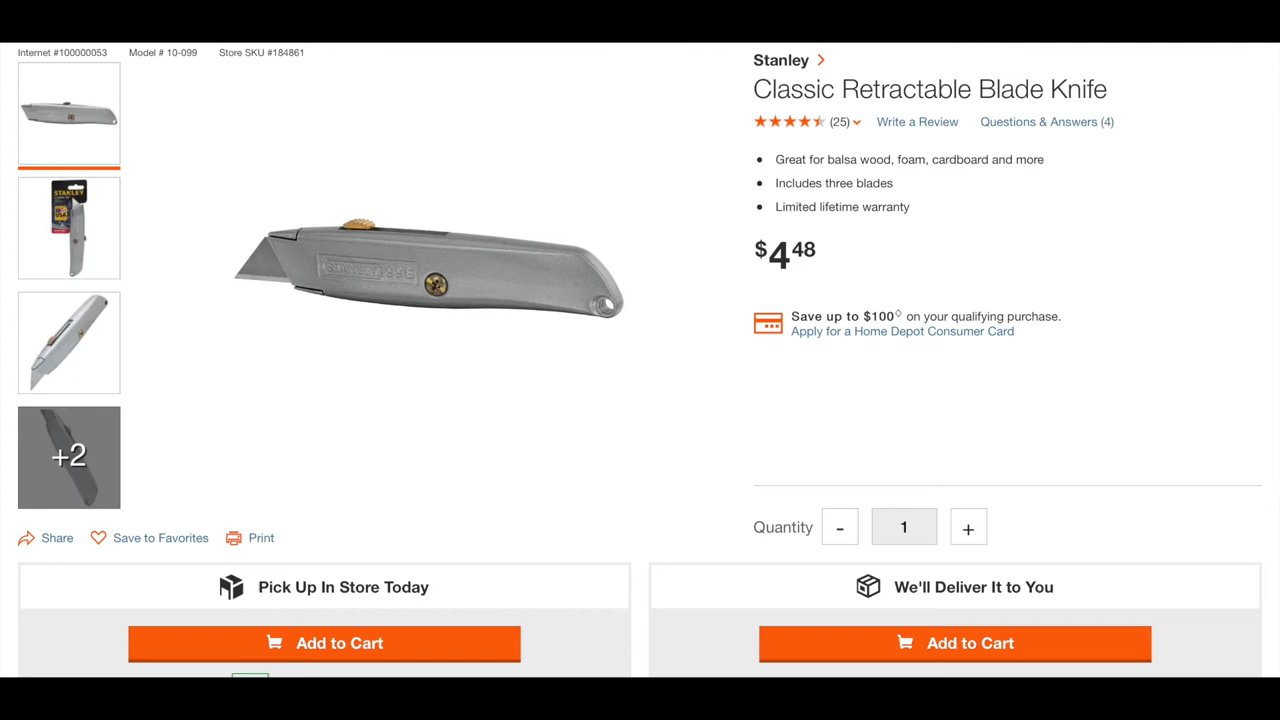 Internet #100000053 Model # 10-099 Store SKU #184861
STANLEY
+2
Share Save to Favorites Print
Stanley
Classic Retractable Blade Knife
(25) Write a Review Questions & Answers (4)
Great for balsa wood, foam, cardboard and more
Includes three blades
Limited lifetime warranty
$4 48
Save up to $100◊ on your qualifying purchase.
Apply for a Home Depot Consumer Card
Quantity - 1 +
Pick Up In Store Today
Add to Cart
We'll Deliver It to You
Add to Cart